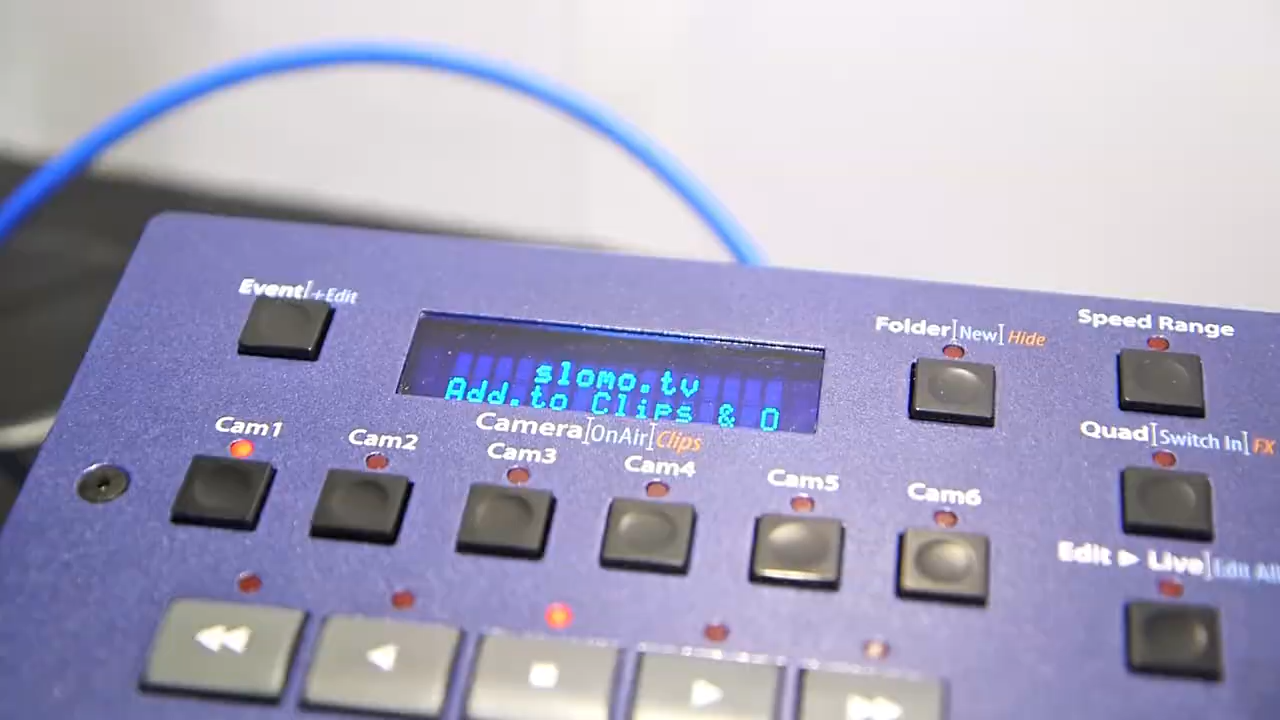 Event[+Edit
slomo.tv
Add.to Clips & O
Folder[New] Hide
Speed Range
Camera[OnAir]Clips
Quad[Switch In] FX
Cam1
Cam2
Cam3
Cam4
Cam5
Cam6
Edit ▶ Live][Edit All